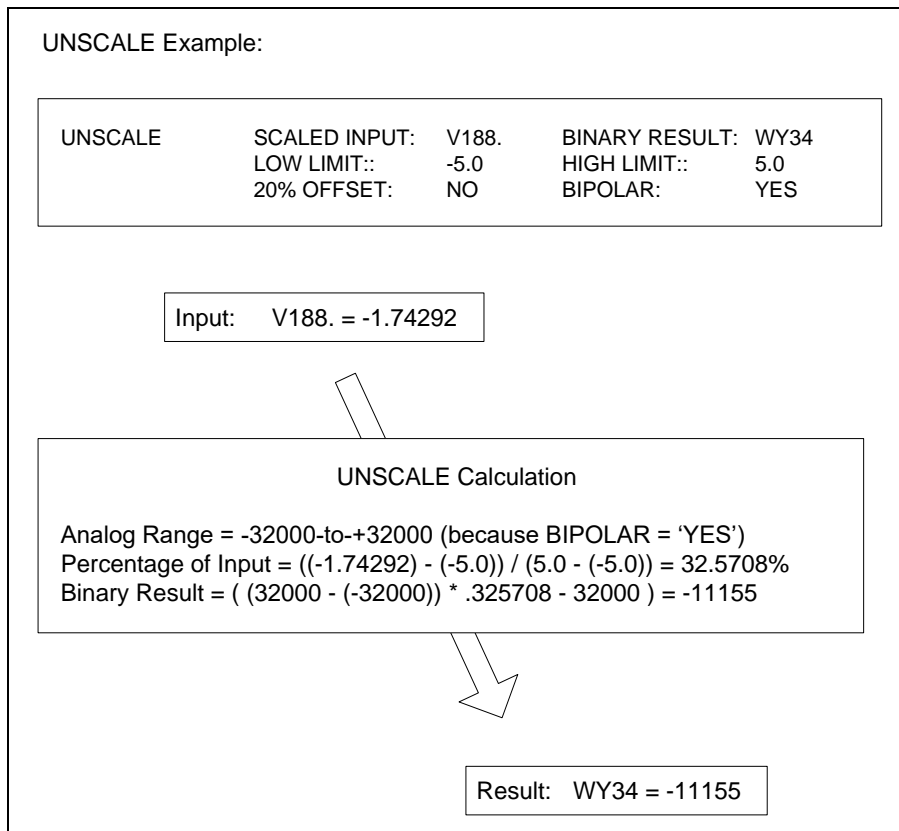 UNSCALE Example:
UNSCALE SCALED INPUT: V188. BINARY RESULT: WY34
LOW LIMIT:: -5.0 HIGH LIMIT:: 5.0
20% OFFSET: NO BIPOLAR: YES
Input: V188. = -1.74292
UNSCALE Calculation
Analog Range = -32000-to-+32000 (because BIPOLAR = ‘YES’)
Percentage of Input = ((-1.74292) - (-5.0)) / (5.0 - (-5.0)) = 32.5708%
Binary Result = ( (32000 - (-32000)) * .325708 - 32000 ) = -11155
Result: WY34 = -11155